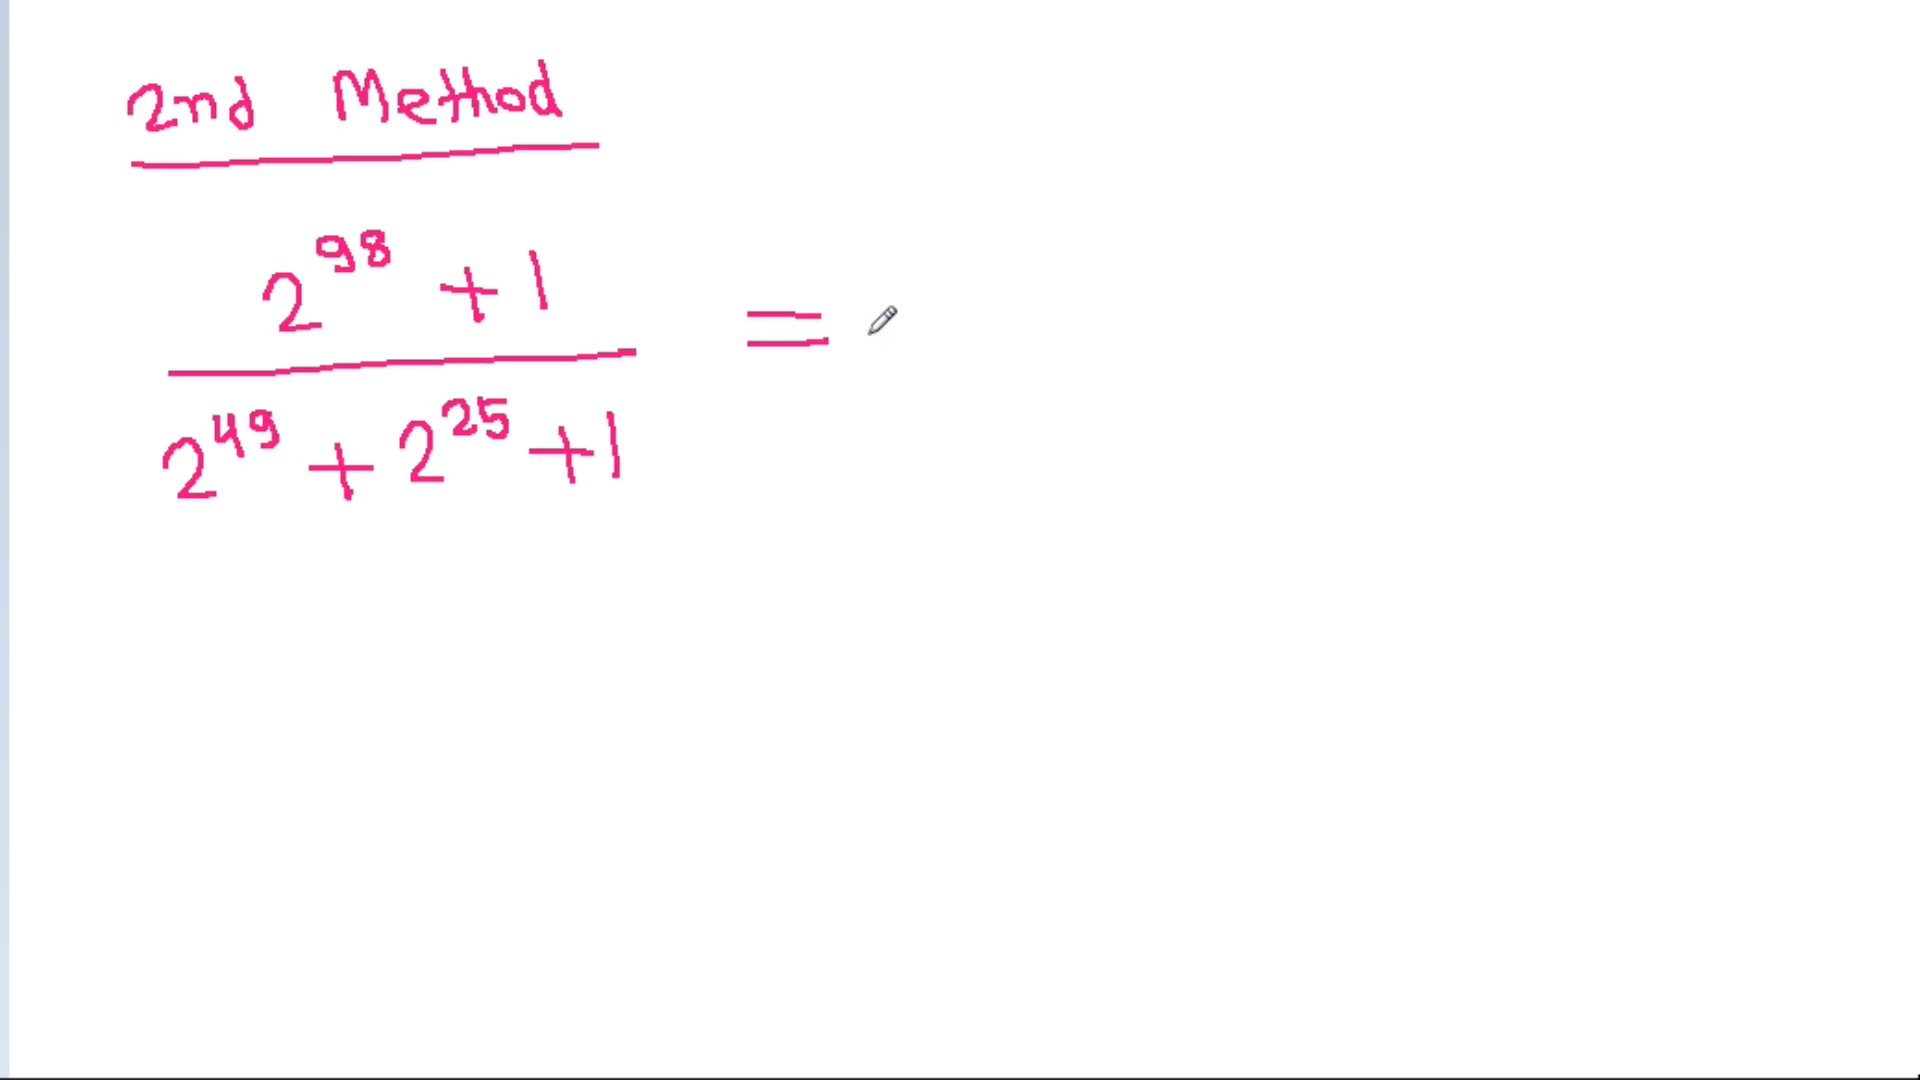 2nd Method
2^98 + 1
=
2^49 + 2^25 + 1